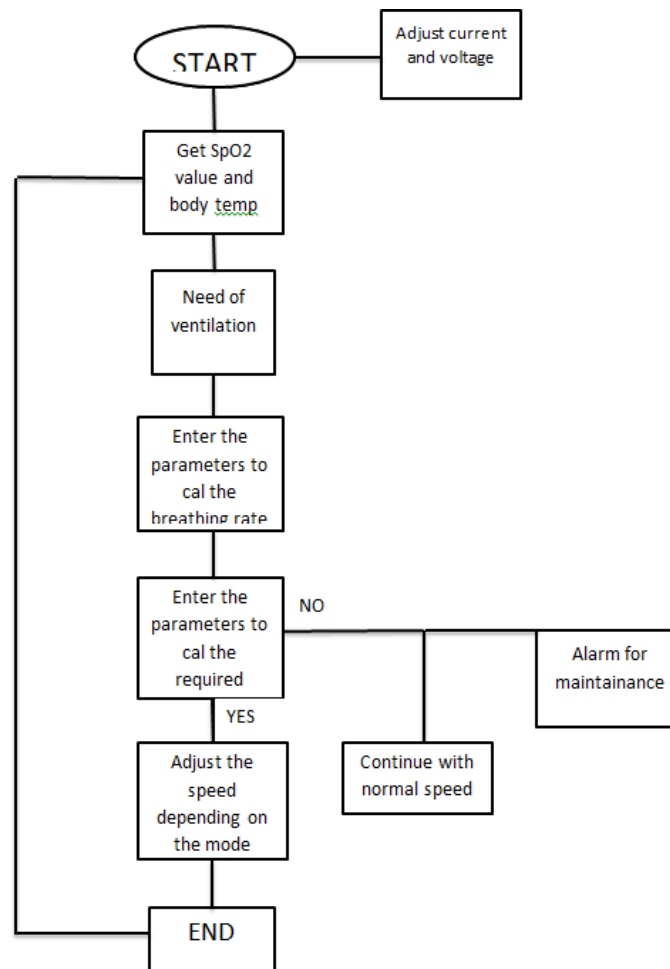 START
Adjust current
and voltage
Get SpO2
value and
body temp
Need of
ventilation
Enter the
parameters to
cal the
breathing rate
Enter the
parameters to
cal the
required
NO
Alarm for
maintainance
YES
Continue with
normal speed
Adjust the
speed
depending on
the mode
END